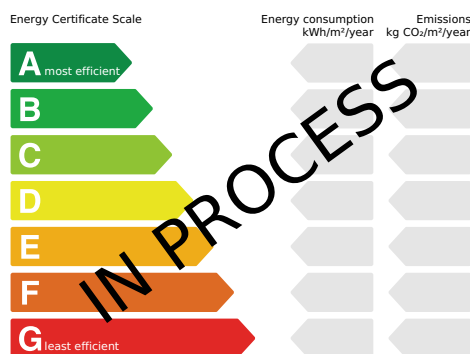 Energy Certificate Scale
Energy consumption
kWh/m²/year
Emissions
kg CO₂/m²/year
A most efficient
B
C
D
E
F
G least efficient
IN PROCESS